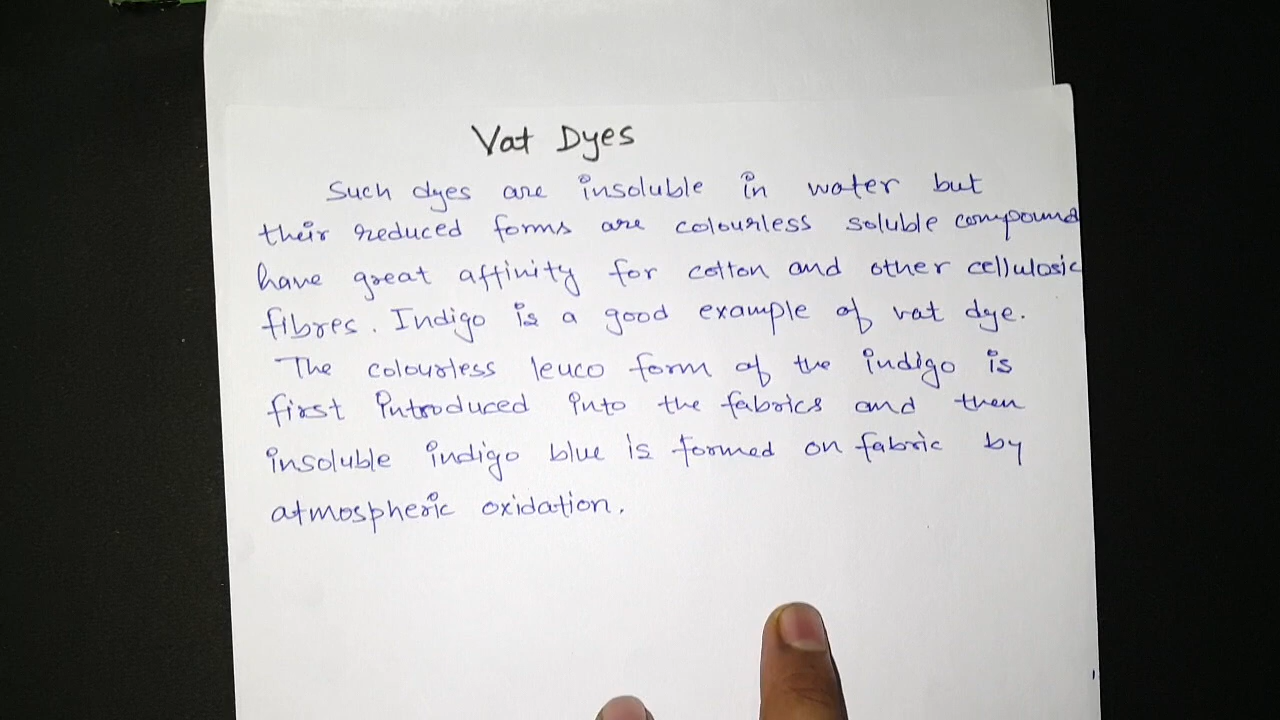 Vat Dyes
Such dyes are insoluble in water but
their reduced forms are colourless soluble compound
have great affinity for cotton and other cellulosic
fibres. Indigo is a good example of vat dye.
The colourless leuco form of the indigo is
first introduced into the fabrics and then
insoluble indigo blue is formed on fabric by
atmospheric oxidation.